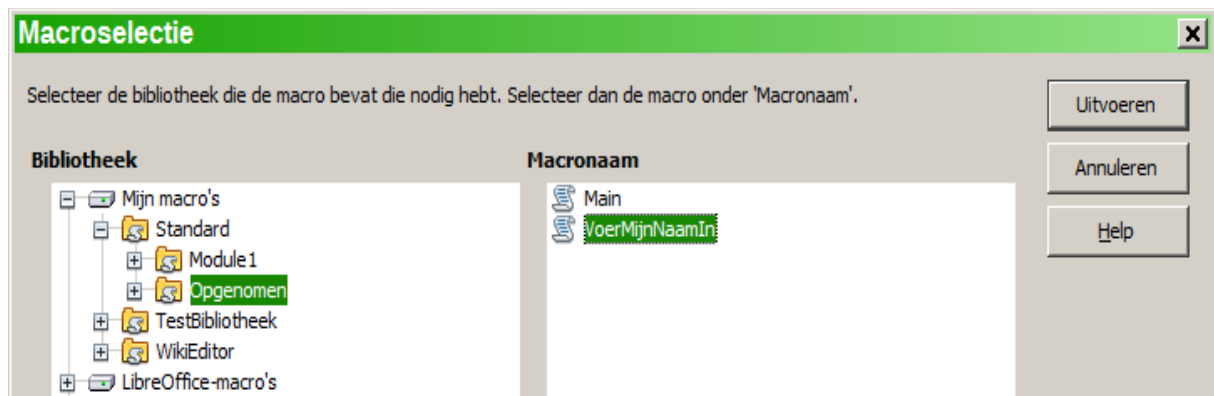 Macroselectie
Selecteer de bibliotheek die de macro bevat die nodig hebt. Selecteer dan de macro onder 'Macronaam'.
Uitvoeren
Annuleren
Help
Bibliotheek
Mijn macro's
Standard
Module1
Opgenomen
TestBibliotheek
WikiEditor
LibreOffice-macro's
Macronaam
Main
VoerMijnNaamIn